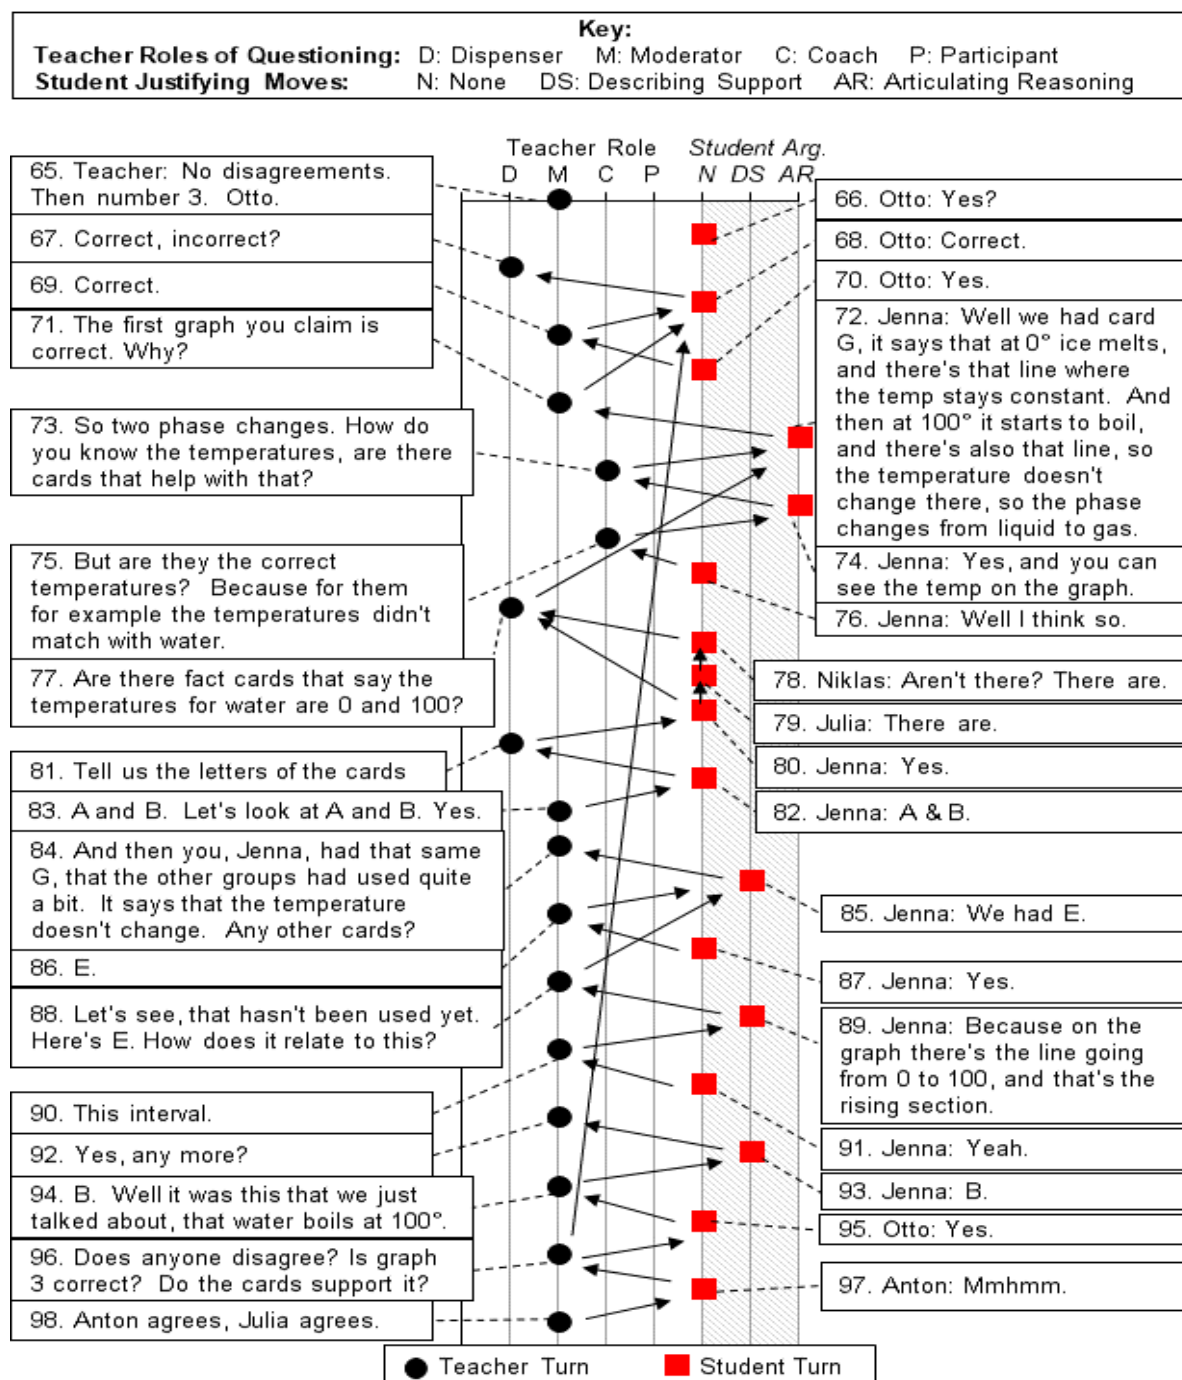 Key:
Teacher Roles of Questioning: D: Dispenser M: Moderator C: Coach P: Participant
Student Justifying Moves: N: None DS: Describing Support AR: Articulating Reasoning
Teacher Role Student Arg.
D M C P N DS AR
65. Teacher: No disagreements.
Then number 3. Otto.
66. Otto: Yes?
67. Correct, incorrect?
68. Otto: Correct.
69. Correct.
70. Otto: Yes.
71. The first graph you claim is
correct. Why?
72. Jenna: Well we had card
G, it says that at 0° ice melts,
and there's that line where
the temp stays constant. And
then at 100° it starts to boil,
and there's also that line, so
the temperature doesn't
change there, so the phase
changes from liquid to gas.
73. So two phase changes. How do
you know the temperatures, are there
cards that help with that?
74. Jenna: Yes, and you can
see the temp on the graph.
75. But are they the correct
temperatures? Because for them
for example the temperatures didn't
match with water.
76. Jenna: Well I think so.
77. Are there fact cards that say the
temperatures for water are 0 and 100?
78. Niklas: Aren't there? There are.
79. Julia: There are.
80. Jenna: Yes.
81. Tell us the letters of the cards
82. Jenna: A & B.
83. A and B. Let's look at A and B. Yes.
84. And then you, Jenna, had that same
G, that the other groups had used quite
a bit. It says that the temperature
doesn't change. Any other cards?
85. Jenna: We had E.
86. E.
87. Jenna: Yes.
88. Let's see, that hasn't been used yet.
Here's E. How does it relate to this?
89. Jenna: Because on the
graph there's the line going
from 0 to 100, and that's the
rising section.
90. This interval.
91. Jenna: Yeah.
92. Yes, any more?
93. Jenna: B.
94. B. Well it was this that we just
talked about, that water boils at 100°.
95. Otto: Yes.
96. Does anyone disagree? Is graph
3 correct? Do the cards support it?
97. Anton: Mmhmm.
98. Anton agrees, Julia agrees.
Teacher Turn Student Turn